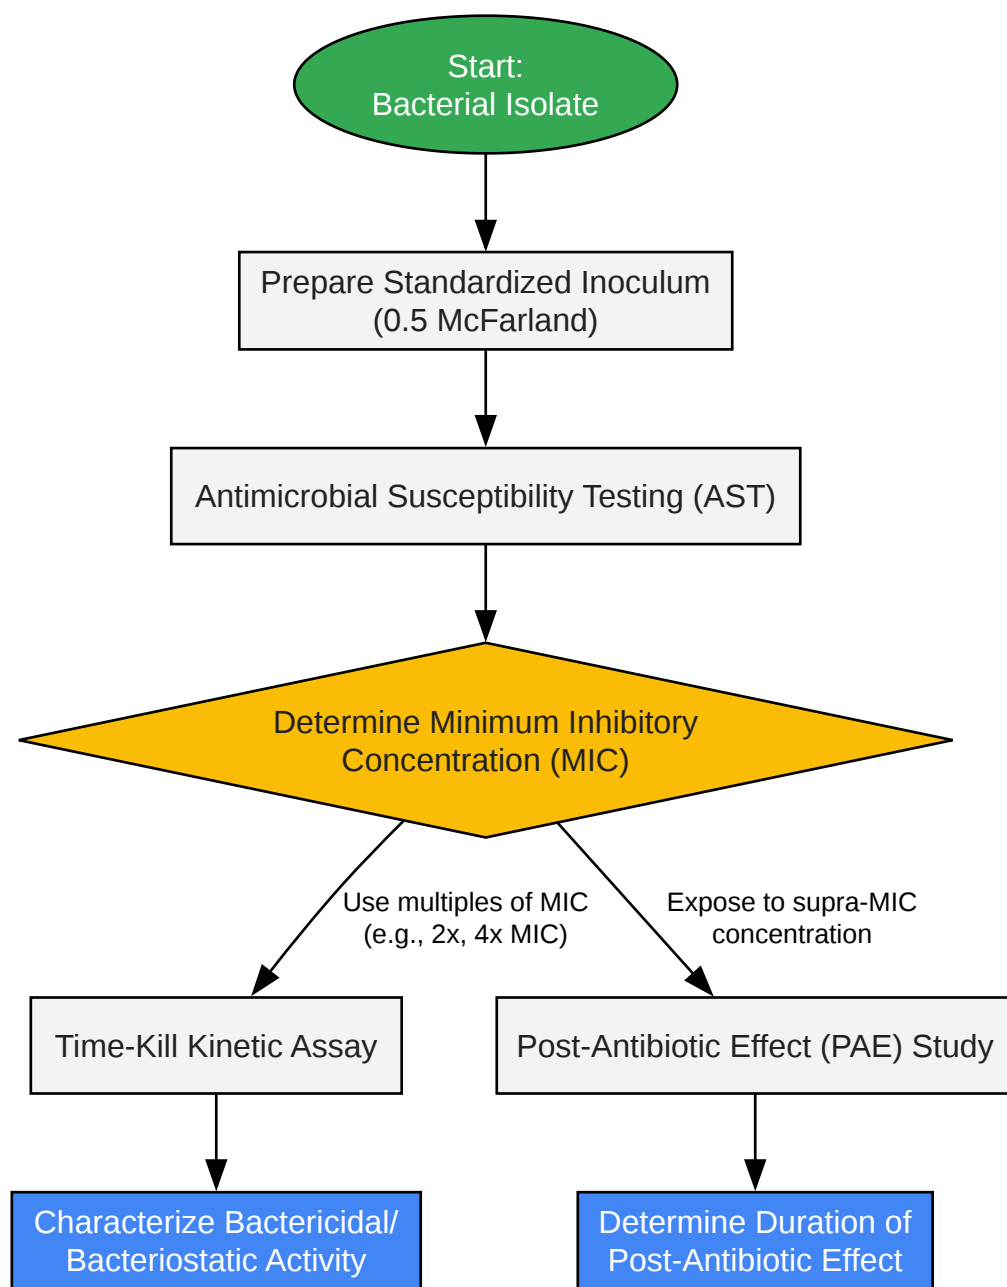 Start:
Bacterial Isolate
Prepare Standardized Inoculum
(0.5 McFarland)
Antimicrobial Susceptibility Testing (AST)
Determine Minimum Inhibitory
Concentration (MIC)
Use multiples of MIC
(e.g., 2x, 4x MIC)
Expose to supra-MIC
concentration
Time-Kill Kinetic Assay
Post-Antibiotic Effect (PAE) Study
Characterize Bactericidal/
Bacteriostatic Activity
Determine Duration of
Post-Antibiotic Effect